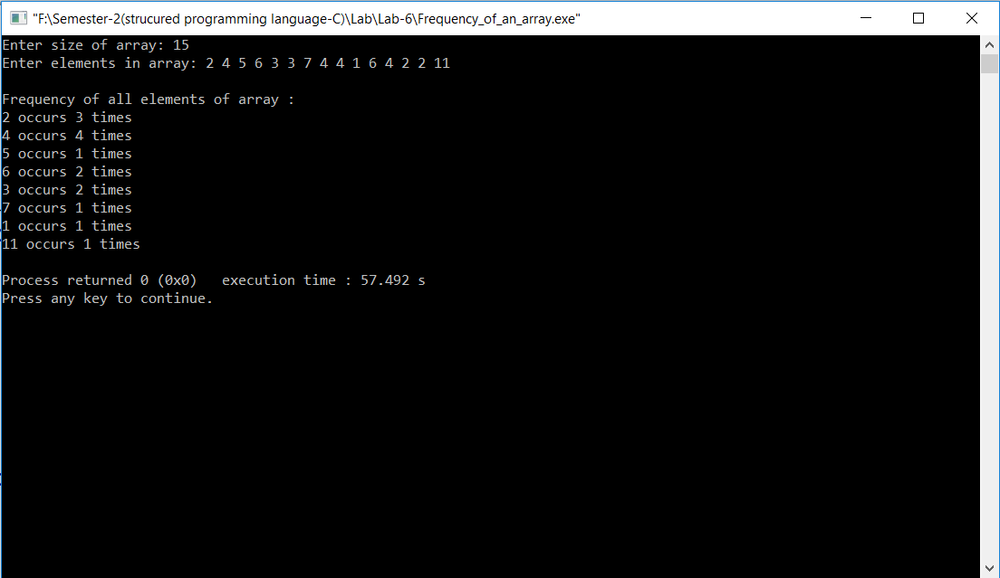 "F:\Semester-2(strucured programming language-C)\Lab\Lab-6\Frequency_of_an_array.exe"
Enter size of array: 15
Enter elements in array: 2 4 5 6 3 3 7 4 4 1 6 4 2 2 11
Frequency of all elements of array :
2 occurs 3 times
4 occurs 4 times
5 occurs 1 times
6 occurs 2 times
3 occurs 2 times
7 occurs 1 times
1 occurs 1 times
11 occurs 1 times
Process returned 0 (0x0)   execution time : 57.492 s
Press any key to continue.